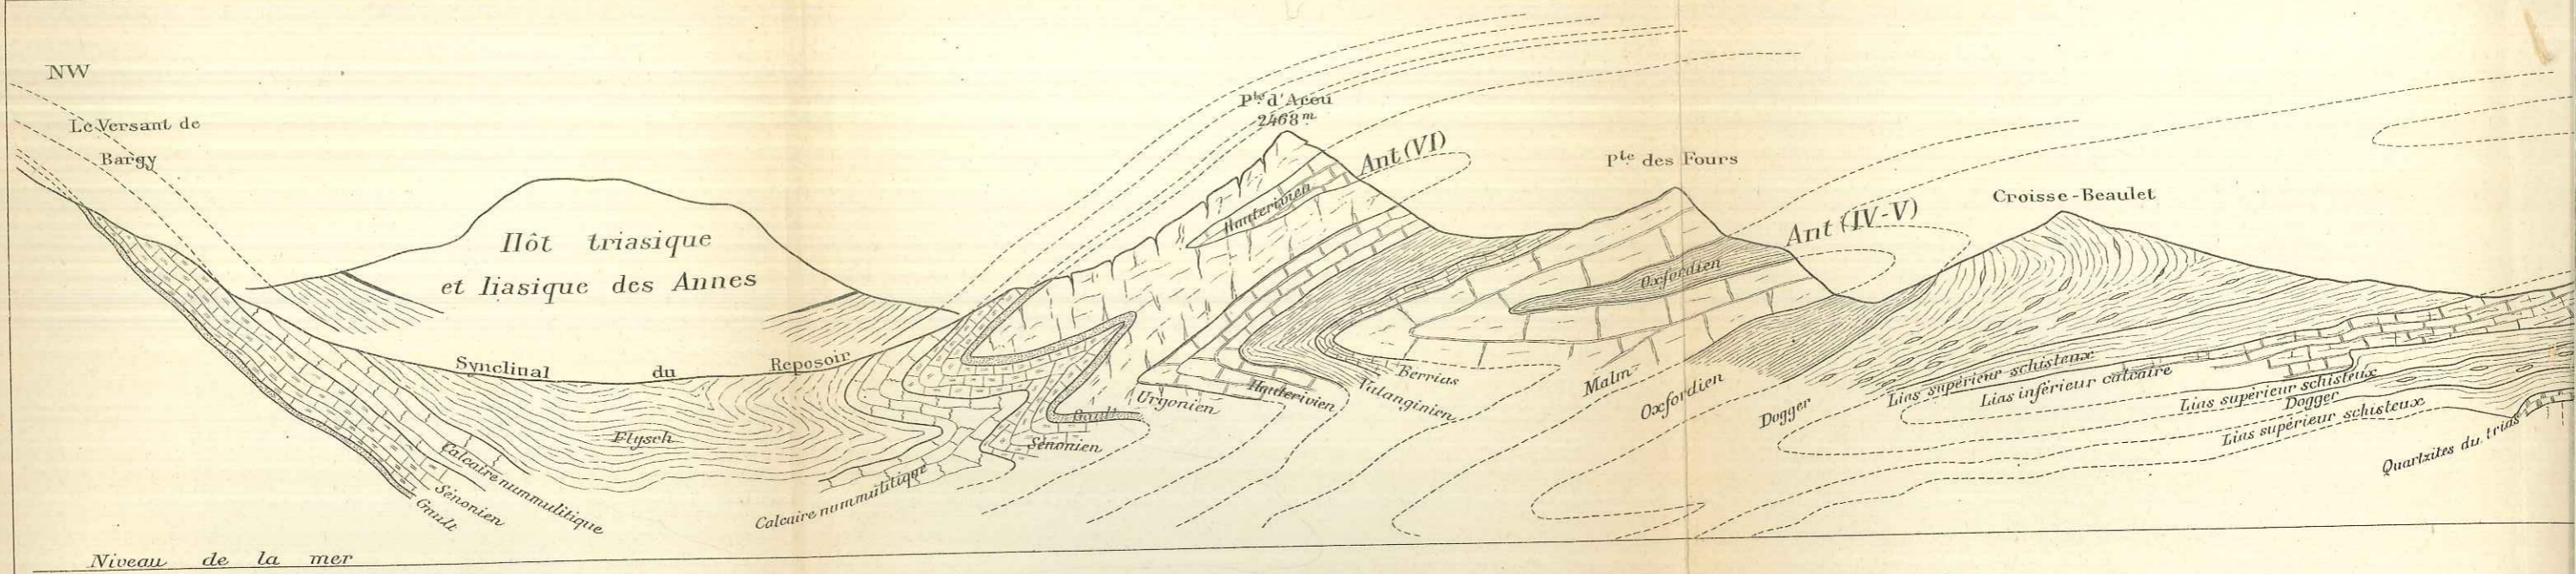 NW
Le Versant de
Bargy
Ilôt triasique
et liasique des Annes
Synclinal du Reposoir
Flysch
Calcaire nummulitique
Sénonien
Gault
Calcaire nummulitique
Pte d'Areu
2468m
Ant (VI)
Hauterivien
Gault
Sénonien
Urgonien
Hauterivien
Valanginien
Berrias
Pte des Fours
Oxfordien
Ant (IV-V)
Malm
Oxfordien
Dogger
Croisse-Beaulet
Lias supérieur schisteux
Lias inférieur calcaire
Lias supérieur schisteux
Dogger
Lias supérieur schisteux
Quartzites du trias
Niveau de la mer